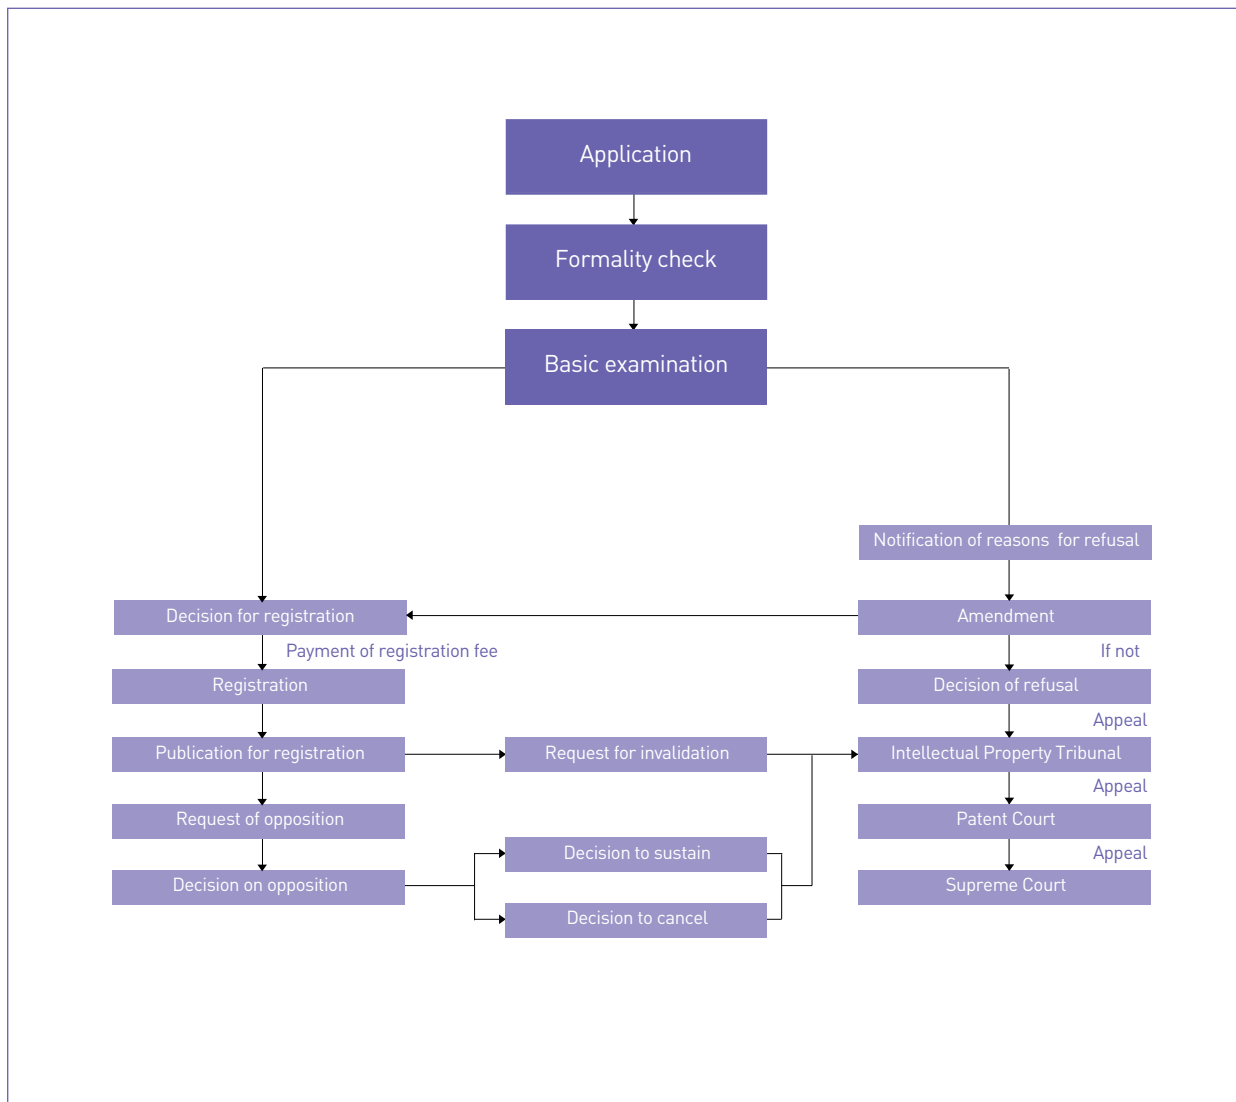 Application
Formality check
Basic examination
Notification of reasons for refusal
Decision for registration
Amendment
Payment of registration fee
If not
Registration
Decision of refusal
Appeal
Publication for registration
Request for invalidation
Intellectual Property Tribunal
Appeal
Request of opposition
Patent Court
Decision to sustain
Appeal
Decision on opposition
Supreme Court
Decision to cancel